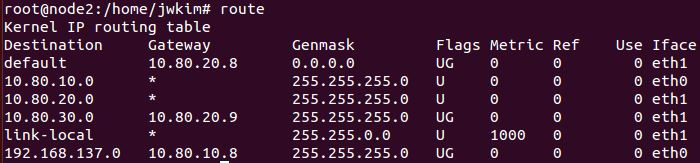 root@node2:/home/jwkim# route
Kernel IP routing table
Destination     Gateway         Genmask         Flags Metric Ref    Use Iface
default         10.80.20.8      0.0.0.0         UG    0      0        0 eth1
10.80.10.0      *               255.255.255.0   U     0      0        0 eth0
10.80.20.0      *               255.255.255.0   U     0      0        0 eth1
10.80.30.0      10.80.20.9      255.255.255.0   UG    0      0        0 eth1
link-local      *               255.255.0.0     U     1000   0        0 eth1
192.168.137.0   10.80.10.8      255.255.255.0   UG    0      0        0 eth0